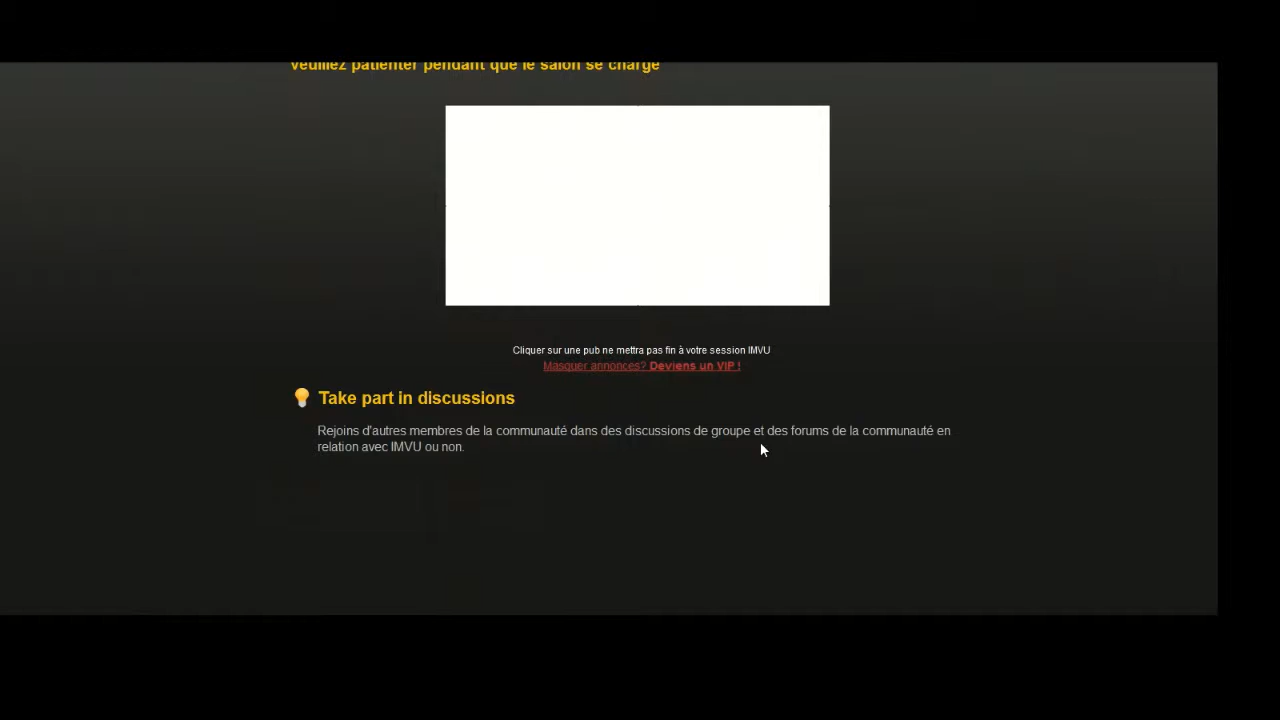 Veuillez patienter pendant que le salon se charge
Cliquer sur une pub ne mettra pas fin à votre session IMVU
Masquer annonces? Deviens un VIP !
Take part in discussions
Rejoins d'autres membres de la communauté dans des discussions de groupe et des forums de la communauté en
relation avec IMVU ou non.